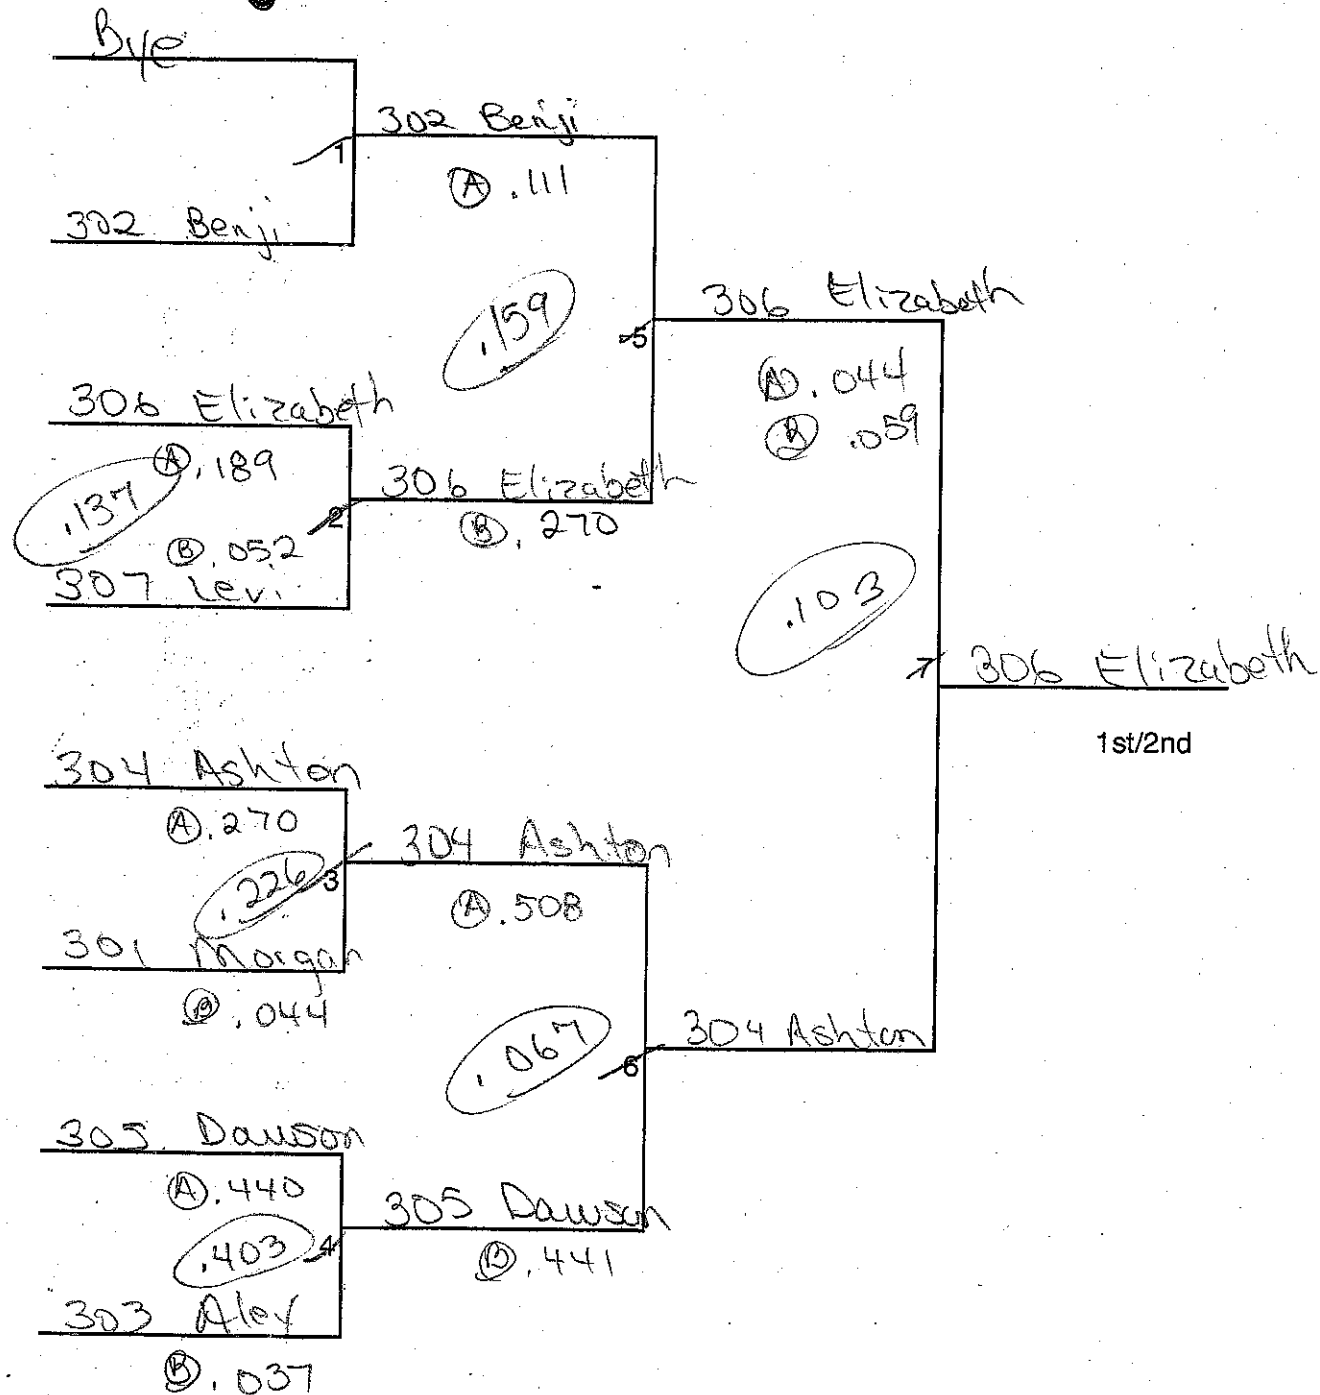 Bye
302 Benji
1
Ⓐ .111
302 Benji
.159
306 Elizabeth
5
Ⓐ .044
Ⓑ .059
306 Elizabeth
Ⓐ .189
.137
2
306 Elizabeth
Ⓑ .270
Ⓑ .052
307 Levi
.103
7
306 Elizabeth
1st/2nd
304 Ashton
Ⓐ .270
304 Ashton
.226
3
Ⓐ .508
301 Morgan
Ⓑ .044
.067
6
304 Ashton
305 Dawson
Ⓐ .440
305 Dawson
.403
4
Ⓑ .441
303 Alex
Ⓑ .037